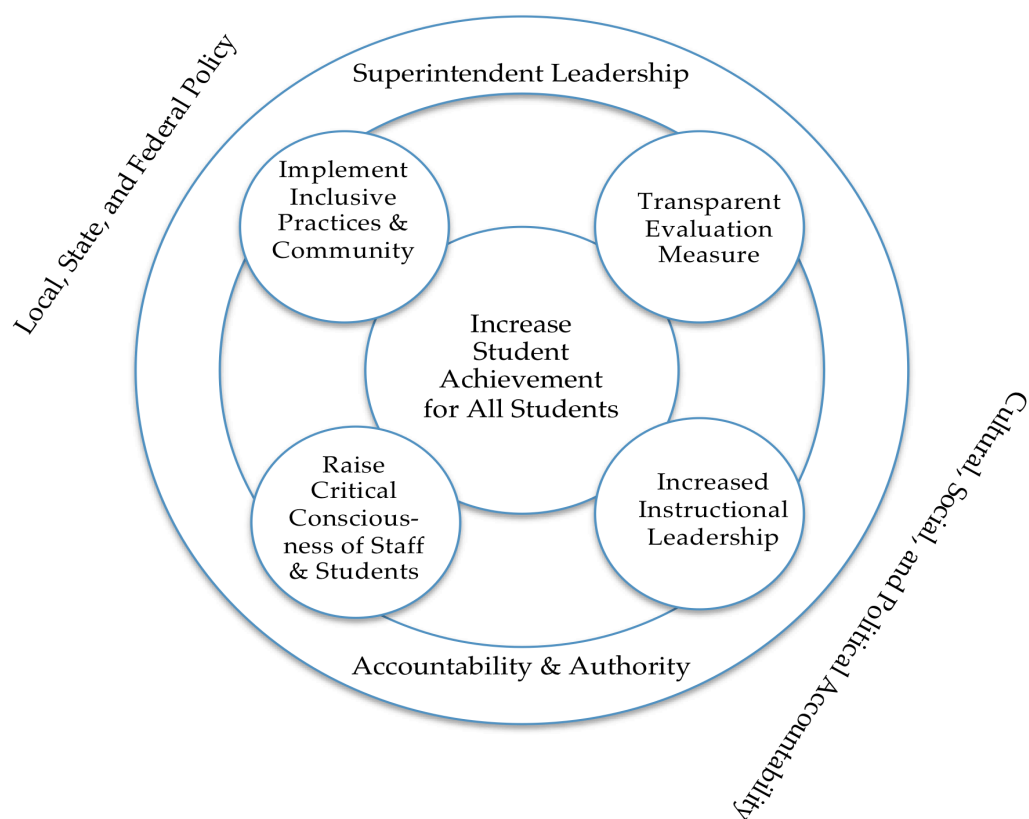 Local, State, and Federal Policy
Superintendent Leadership
Implement
Inclusive
Practices &
Community
Transparent
Evaluation
Measure
Increase
Student
Achievement
for All Students
Raise
Critical
Conscious-
ness of Staff
& Students
Increased
Instructional
Leadership
Accountability & Authority
Cultural, Social, and Political Accountability